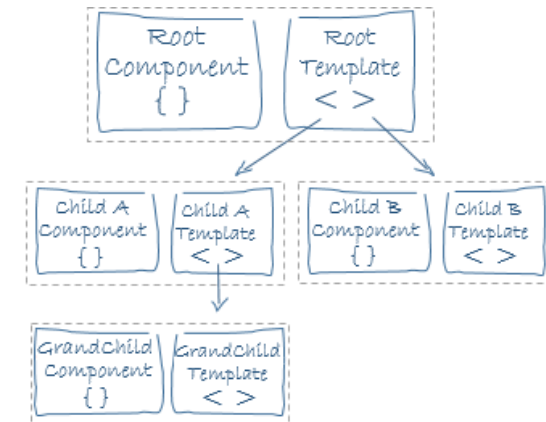 Root
Component
{ }
Root
Template
< >
Child A
Component
{ }
Child A
Template
< >
Child B
Component
{ }
Child B
Template
< >
GrandChild
Component
{ }
GrandChild
Template
< >